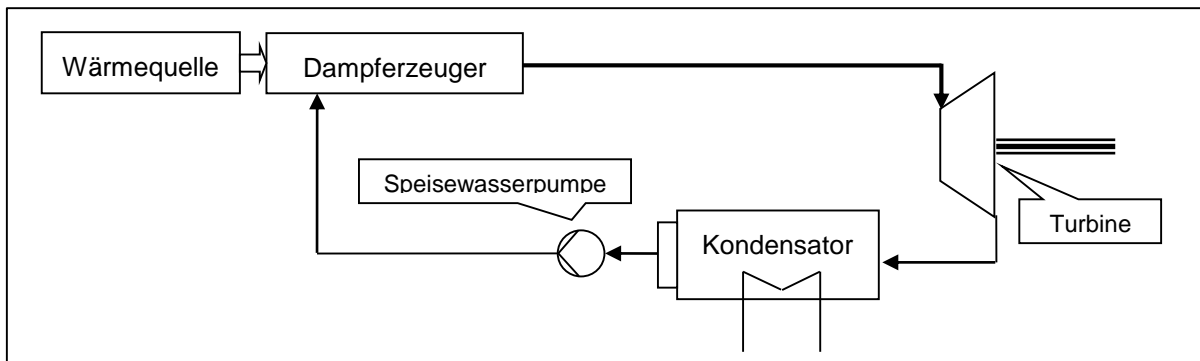 Wärmequelle
Dampferzeuger
Speisewasserpumpe
Kondensator
Turbine